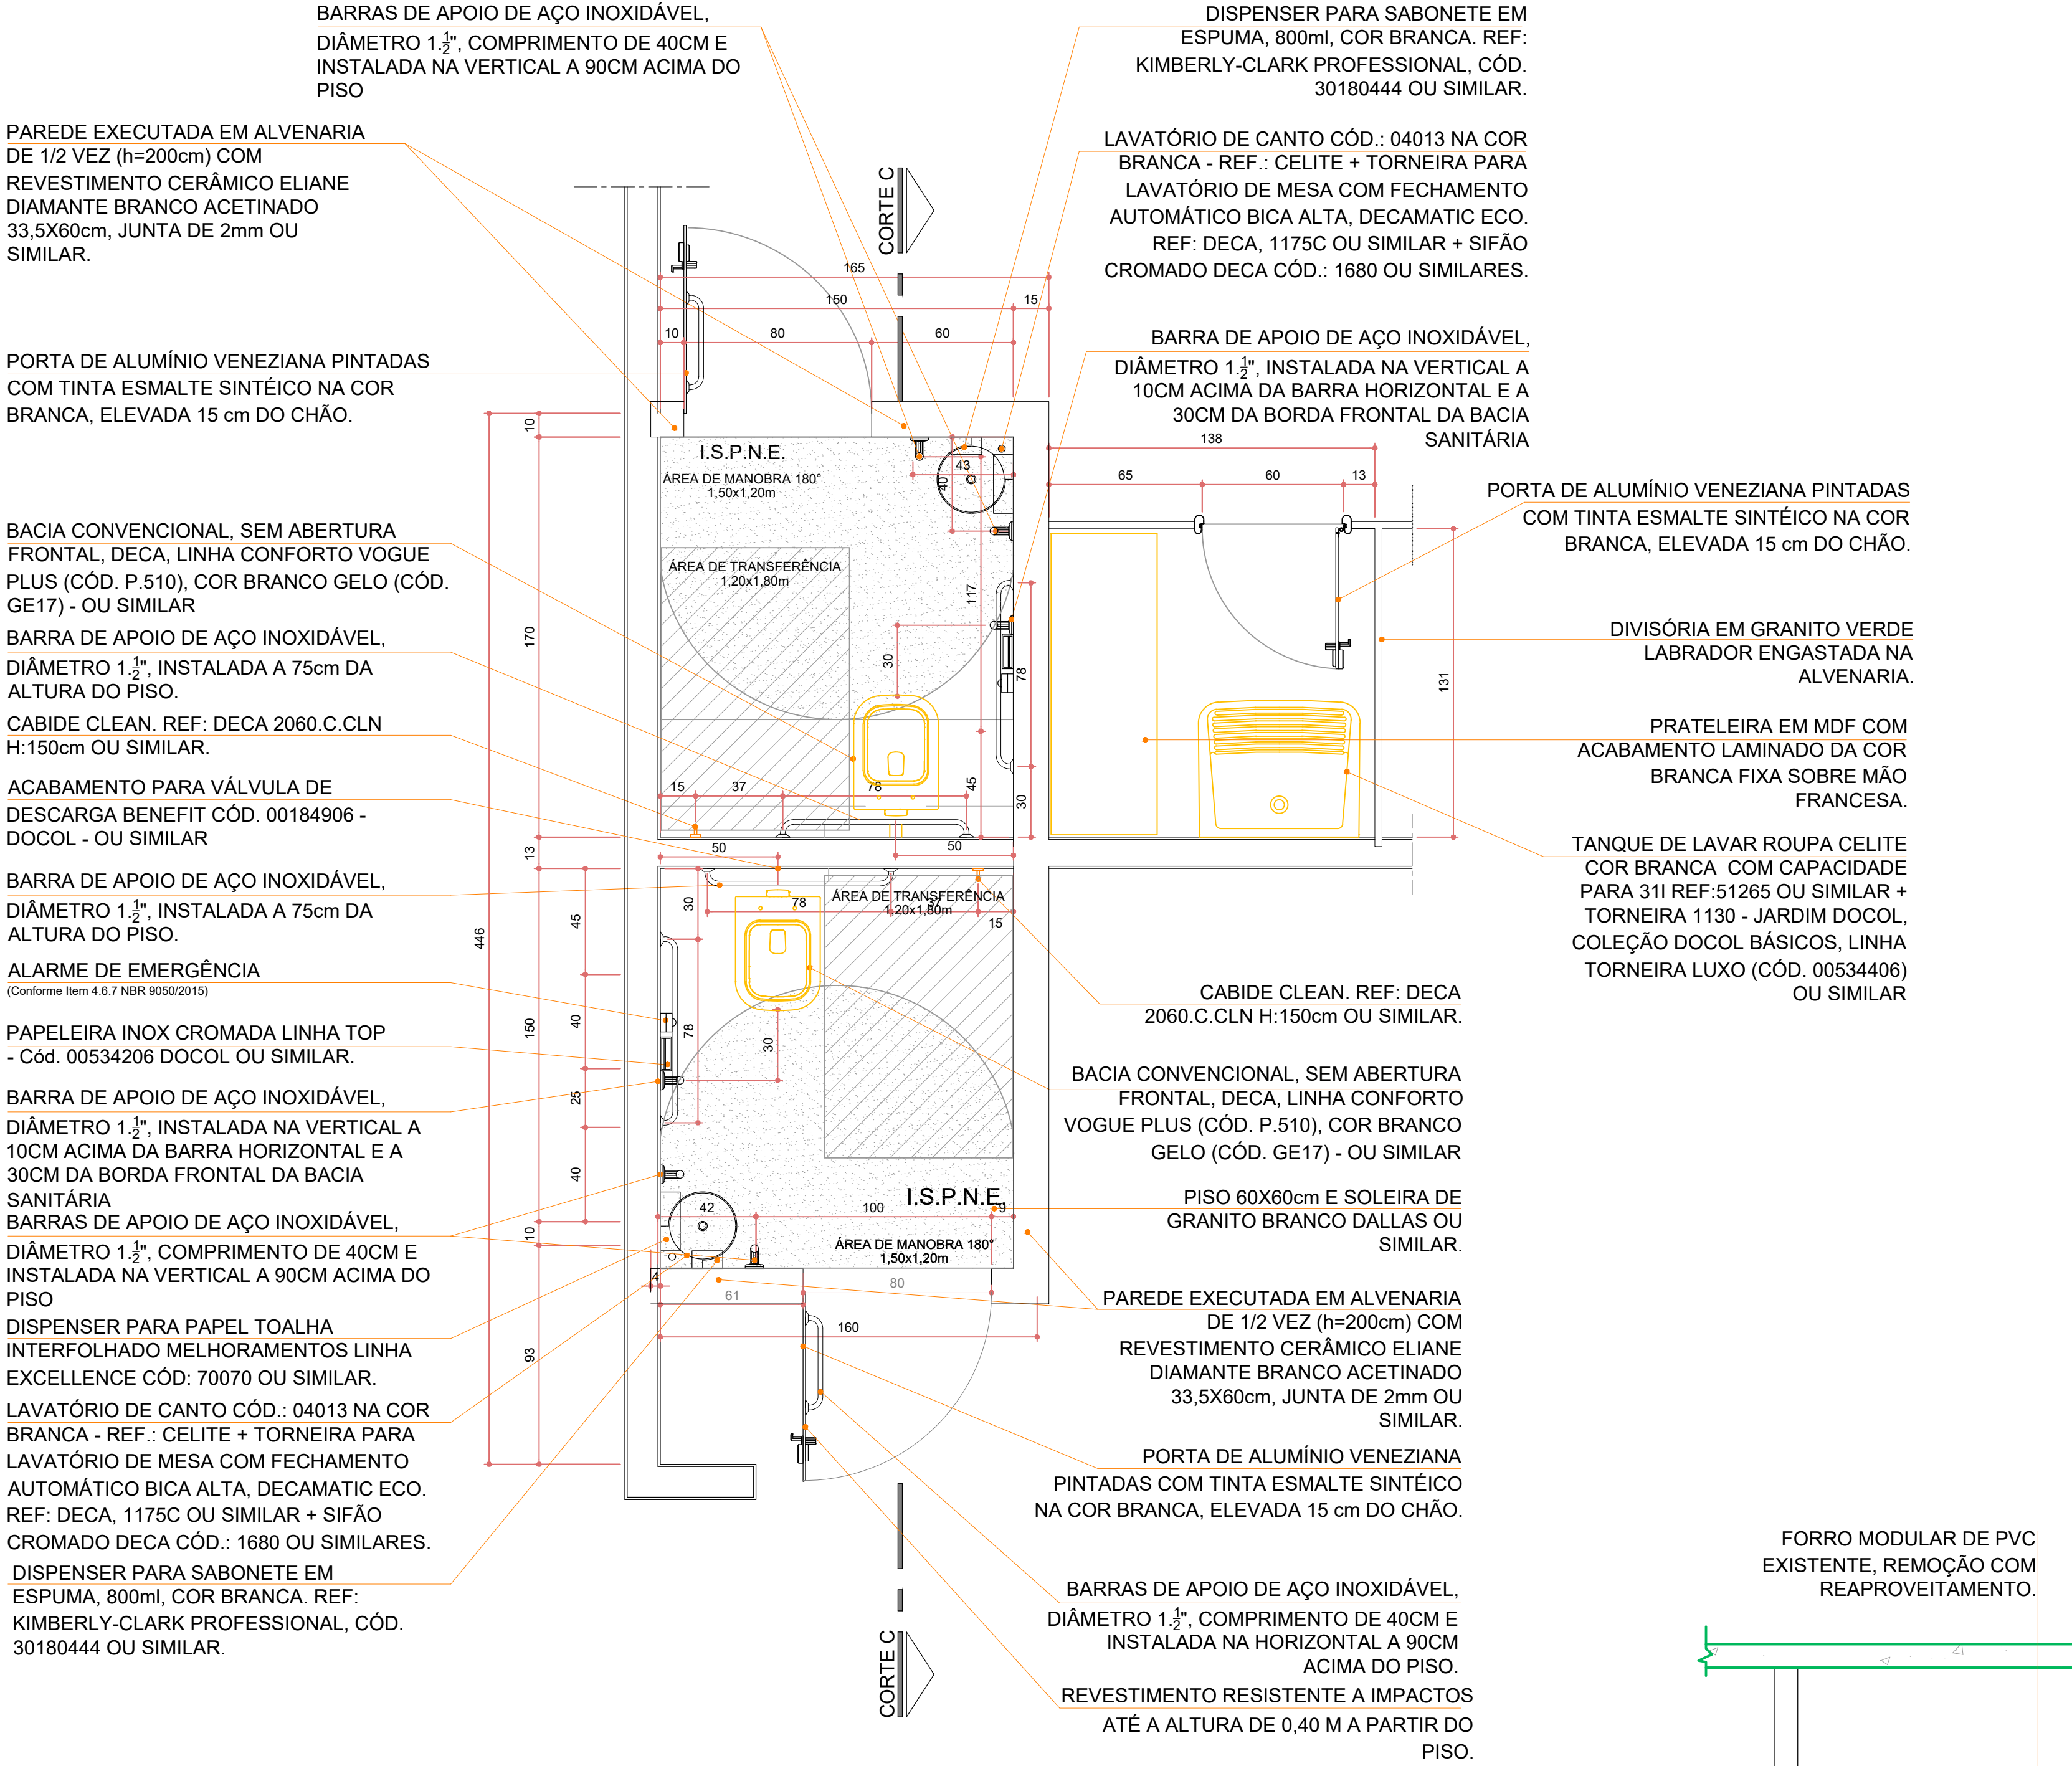 BARRAS DE APOIO DE AÇO INOXIDÁVEL,
DIÂMETRO 1.½", COMPRIMENTO DE 40CM E
INSTALADA NA VERTICAL A 90CM ACIMA DO
PISO
DISPENSER PARA SABONETE EM
ESPUMA, 800ml, COR BRANCA. REF:
KIMBERLY-CLARK PROFESSIONAL, CÓD.
30180444 OU SIMILAR.
PAREDE EXECUTADA EM ALVENARIA
DE 1/2 VEZ (h=200cm) COM
REVESTIMENTO CERÂMICO ELIANE
DIAMANTE BRANCO ACETINADO
33,5X60cm, JUNTA DE 2mm OU
SIMILAR.
LAVATÓRIO DE CANTO CÓD.: 04013 NA COR
BRANCA - REF.: CELITE + TORNEIRA PARA
LAVATÓRIO DE MESA COM FECHAMENTO
AUTOMÁTICO BICA ALTA, DECAMATIC ECO.
REF: DECA, 1175C OU SIMILAR + SIFÃO
CROMADO DECA CÓD.: 1680 OU SIMILARES.
PORTA DE ALUMÍNIO VENEZIANA PINTADAS
COM TINTA ESMALTE SINTÉICO NA COR
BRANCA, ELEVADA 15 cm DO CHÃO.
BARRA DE APOIO DE AÇO INOXIDÁVEL,
DIÂMETRO 1.½", INSTALADA NA VERTICAL A
10CM ACIMA DA BARRA HORIZONTAL E A
30CM DA BORDA FRONTAL DA BACIA
SANITÁRIA
PORTA DE ALUMÍNIO VENEZIANA PINTADAS
COM TINTA ESMALTE SINTÉICO NA COR
BRANCA, ELEVADA 15 cm DO CHÃO.
DIVISÓRIA EM GRANITO VERDE
LABRADOR ENGASTADA NA
ALVENARIA.
PRATELEIRA EM MDF COM
ACABAMENTO LAMINADO DA COR
BRANCA FIXA SOBRE MÃO
FRANCESA.
TANQUE DE LAVAR ROUPA CELITE
COR BRANCA COM CAPACIDADE
PARA 31l REF:51265 OU SIMILAR +
TORNEIRA 1130 - JARDIM DOCOL,
COLEÇÃO DOCOL BÁSICOS, LINHA
TORNEIRA LUXO (CÓD. 00534406)
OU SIMILAR
BACIA CONVENCIONAL, SEM ABERTURA
FRONTAL, DECA, LINHA CONFORTO VOGUE
PLUS (CÓD. P.510), COR BRANCO GELO (CÓD.
GE17) - OU SIMILAR
BARRA DE APOIO DE AÇO INOXIDÁVEL,
DIÂMETRO 1.½", INSTALADA A 75cm DA
ALTURA DO PISO.
CABIDE CLEAN. REF: DECA 2060.C.CLN
H:150cm OU SIMILAR.
ACABAMENTO PARA VÁLVULA DE
DESCARGA BENEFIT CÓD. 00184906 -
DOCOL - OU SIMILAR
BARRA DE APOIO DE AÇO INOXIDÁVEL,
DIÂMETRO 1.½", INSTALADA A 75cm DA
ALTURA DO PISO.
ALARME DE EMERGÊNCIA
(Conforme Item 4.6.7 NBR 9050/2015)
PAPELEIRA INOX CROMADA LINHA TOP
- Cód. 00534206 DOCOL OU SIMILAR.
BARRA DE APOIO DE AÇO INOXIDÁVEL,
DIÂMETRO 1.½", INSTALADA NA VERTICAL A
10CM ACIMA DA BARRA HORIZONTAL E A
30CM DA BORDA FRONTAL DA BACIA
SANITÁRIA
BARRAS DE APOIO DE AÇO INOXIDÁVEL,
DIÂMETRO 1.½", COMPRIMENTO DE 40CM E
INSTALADA NA VERTICAL A 90CM ACIMA DO
PISO
DISPENSER PARA PAPEL TOALHA
INTERFOLHADO MELHORAMENTOS LINHA
EXCELLENCE CÓD: 70070 OU SIMILAR.
LAVATÓRIO DE CANTO CÓD.: 04013 NA COR
BRANCA - REF.: CELITE + TORNEIRA PARA
LAVATÓRIO DE MESA COM FECHAMENTO
AUTOMÁTICO BICA ALTA, DECAMATIC ECO.
REF: DECA, 1175C OU SIMILAR + SIFÃO
CROMADO DECA CÓD.: 1680 OU SIMILARES.
DISPENSER PARA SABONETE EM
ESPUMA, 800ml, COR BRANCA. REF:
KIMBERLY-CLARK PROFESSIONAL, CÓD.
30180444 OU SIMILAR.
CORTE C
165
150
15
10
80
60
I.S.P.N.E.
ÁREA DE MANOBRA 180°
1,50x1,20m
43
40
ÁREA DE TRANSFERÊNCIA
1,20x1,80m
117
30
78
15
37
78
45
30
138
65
60
13
131
10
170
13
446
150
10
93
45
40
25
40
50
50
30
78
ÁREA DE TRANSFERÊNCIA
1,20x1,80m
37
15
78
30
I.S.P.N.E.
42
100
9
ÁREA DE MANOBRA 180°
1,50x1,20m
4
61
80
160
CORTE C
CABIDE CLEAN. REF: DECA
2060.C.CLN H:150cm OU SIMILAR.
BACIA CONVENCIONAL, SEM ABERTURA
FRONTAL, DECA, LINHA CONFORTO
VOGUE PLUS (CÓD. P.510), COR BRANCO
GELO (CÓD. GE17) - OU SIMILAR
PISO 60X60cm E SOLEIRA DE
GRANITO BRANCO DALLAS OU
SIMILAR.
PAREDE EXECUTADA EM ALVENARIA
DE 1/2 VEZ (h=200cm) COM
REVESTIMENTO CERÂMICO ELIANE
DIAMANTE BRANCO ACETINADO
33,5X60cm, JUNTA DE 2mm OU
SIMILAR.
PORTA DE ALUMÍNIO VENEZIANA
PINTADAS COM TINTA ESMALTE SINTÉICO
NA COR BRANCA, ELEVADA 15 cm DO CHÃO.
BARRAS DE APOIO DE AÇO INOXIDÁVEL,
DIÂMETRO 1.½", COMPRIMENTO DE 40CM E
INSTALADA NA HORIZONTAL A 90CM
ACIMA DO PISO.
REVESTIMENTO RESISTENTE A IMPACTOS
ATÉ A ALTURA DE 0,40 M A PARTIR DO
PISO.
FORRO MODULAR DE PVC
EXISTENTE, REMOÇÃO COM
REAPROVEITAMENTO.